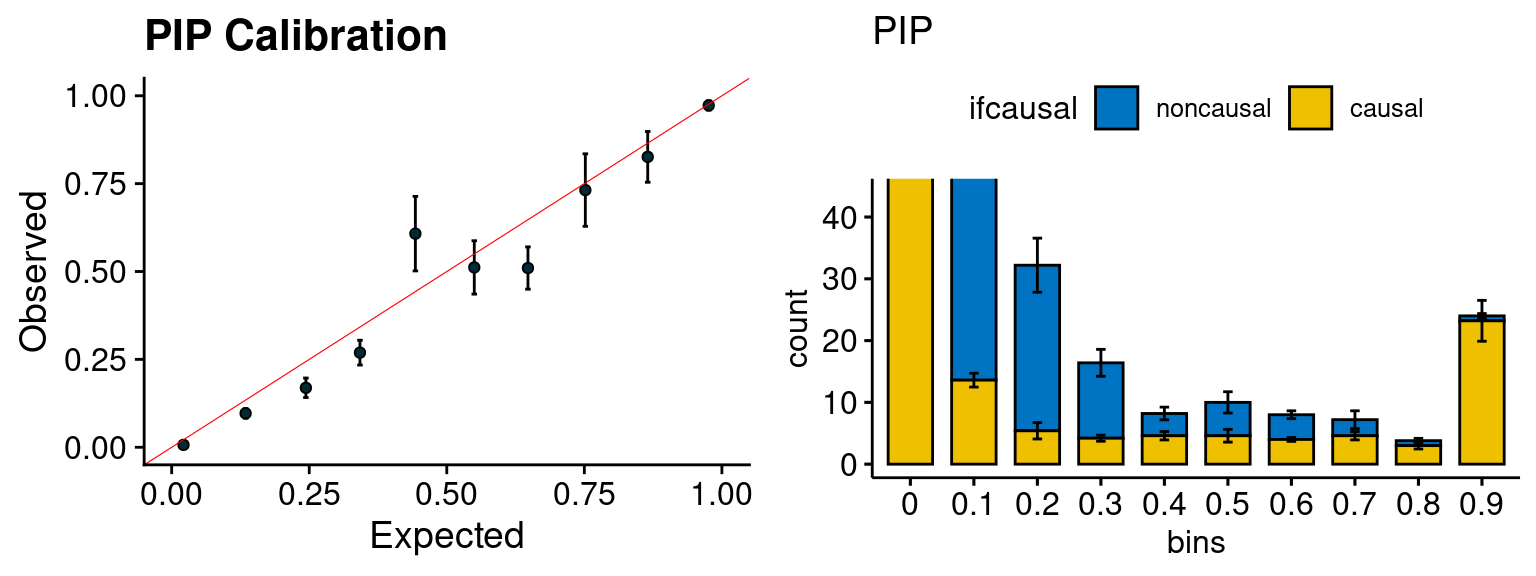 PIP Calibration
Observed
1.00
0.75
0.50
0.25
0.00
0.00 0.25 0.50 0.75 1.00
Expected
PIP
ifcausal noncausal causal
count
40
30
20
10
0
0 0.1 0.2 0.3 0.4 0.5 0.6 0.7 0.8 0.9
bins